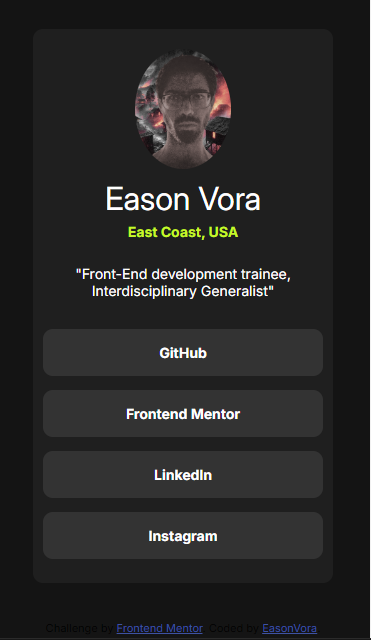 Eason Vora
East Coast, USA
"Front-End development trainee,
Interdisciplinary Generalist"
GitHub
Frontend Mentor
LinkedIn
Instagram
Challenge by Frontend Mentor. Coded by EasonVora.